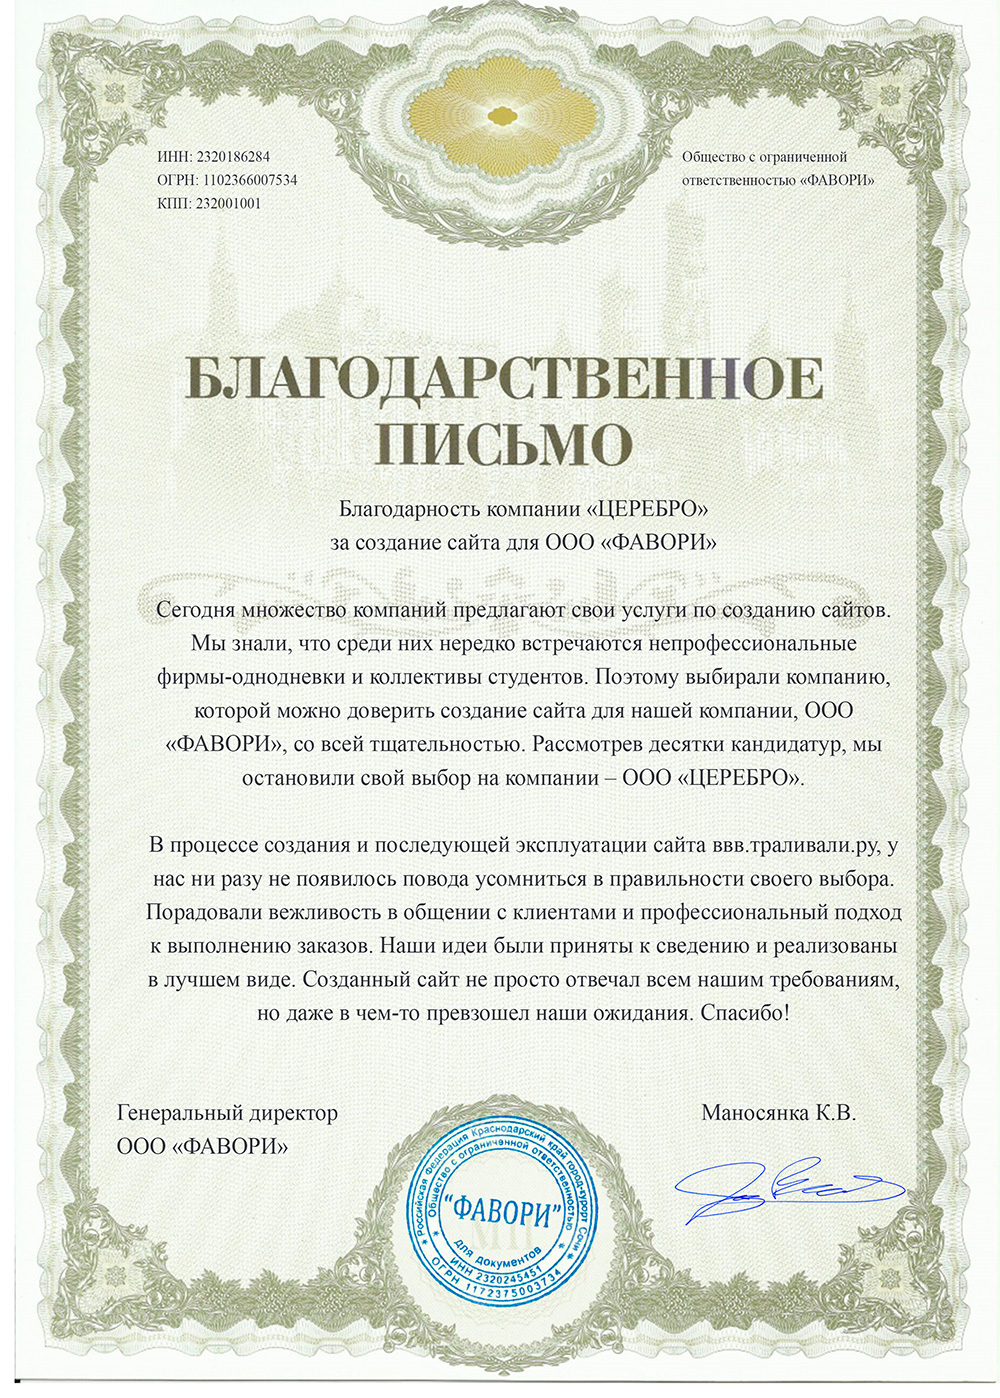 ИНН: 2320186284
ОГРН: 1102366007534
КПП: 232001001
Общество с ограниченной
ответственностью «ФАВОРИ»
БЛАГОДАРСТВЕННОЕ
ПИСЬМО
Благодарность компании «ЦЕРЕБРО»
за создание сайта для ООО «ФАВОРИ»
Сегодня множество компаний предлагают свои услуги по созданию сайтов.
Мы знали, что среди них нередко встречаются непрофессиональные
фирмы-однодневки и коллективы студентов. Поэтому выбирали компанию,
которой можно доверить создание сайта для нашей компании, ООО
«ФАВОРИ», со всей тщательностью. Рассмотрев десятки кандидатур, мы
остановили свой выбор на компании – ООО «ЦЕРЕБРО».
В процессе создания и последующей эксплуатации сайта ввв.траливали.ру, у
нас ни разу не появилось повода усомниться в правильности своего выбора.
Порадовали вежливость в общении с клиентами и профессиональный подход
к выполнению заказов. Наши идеи были приняты к сведению и реализованы
в лучшем виде. Созданный сайт не просто отвечал всем нашим требованиям,
но даже в чем-то превзошел наши ожидания. Спасибо!
Генеральный директор
ООО «ФАВОРИ»
Маносянка К.В.
* Российская Федерация Краснодарский край город-курорт Сочи *
ОГРН 1172375003734
* Общество с ограниченной ответственностью *
ИНН 2320245451
"ФАВОРИ"
для документов